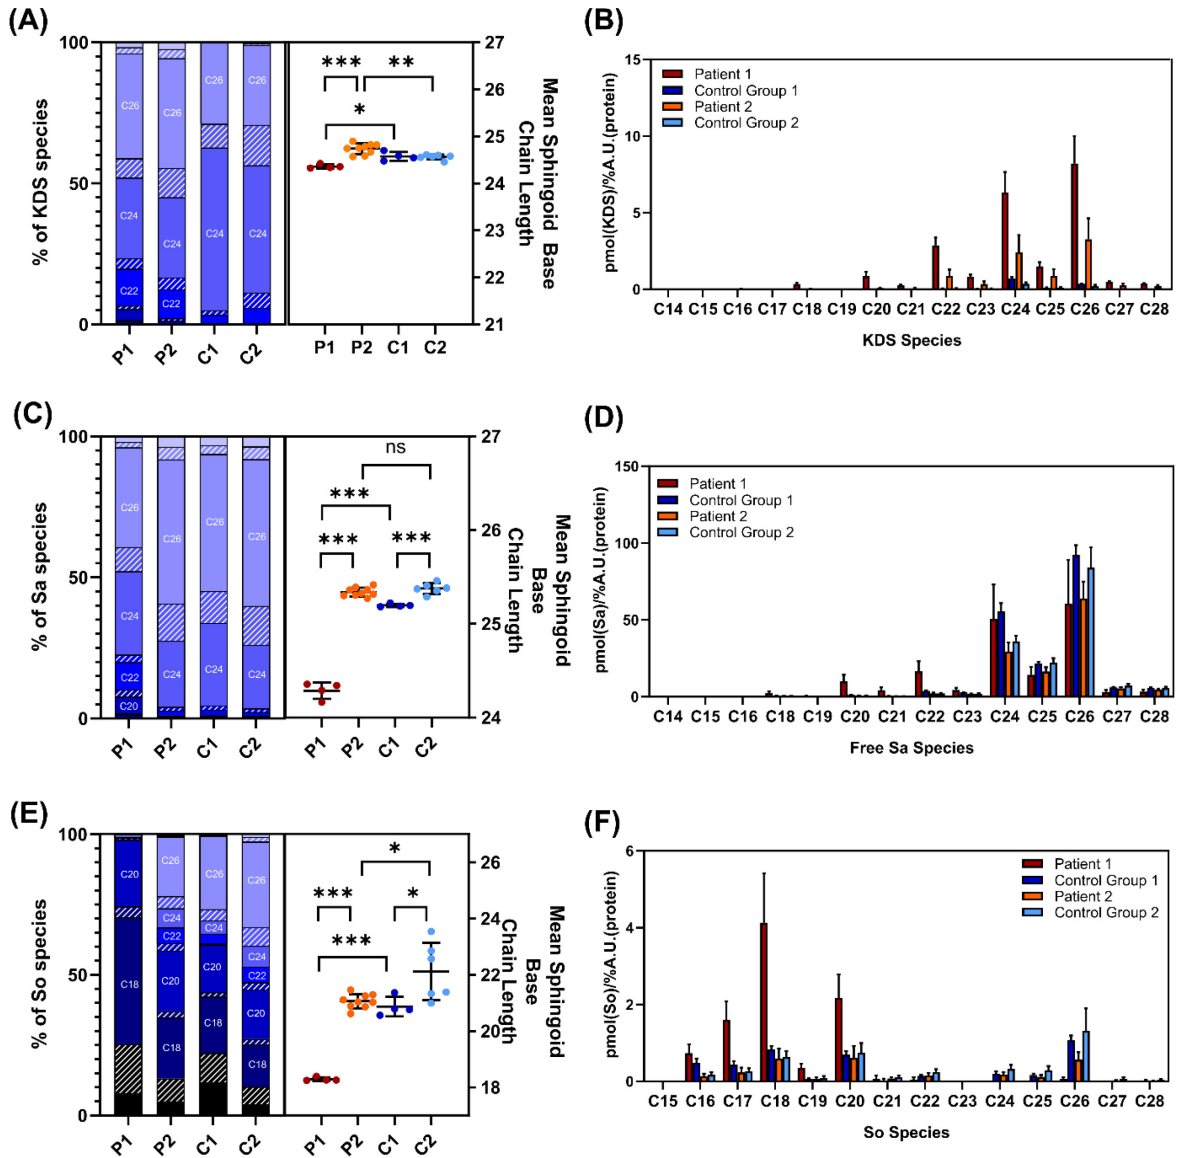 (A)
% of KDS species
100
50
0
C26
C24
C22
C26
C24
C22
C26
C24
C26
C24
P1
P2
C1
C2
***
**
*
27
26
25
24
23
22
21
Mean Sphingoid Base
Chain Length
P1
P2
C1
C2
(B)
pmol(KDS)/%A.U.(protein)
15
10
5
0
Patient 1
Control Group 1
Patient 2
Control Group 2
C14 C15 C16 C17 C18 C19 C20 C21 C22 C23 C24 C25 C26 C27 C28
KDS Species
(C)
% of Sa species
100
50
0
C26
C24
C22
C20
C26
C24
C26
C24
C26
C24
P1
P2
C1
C2
ns
***
***
***
27
26
25
24
Mean Sphingoid
Base
Chain Length
P1
P2
C1
C2
(D)
pmol(Sa)/%A.U.(protein)
150
100
50
0
Patient 1
Control Group 1
Patient 2
Control Group 2
C14 C15 C16 C18 C19 C20 C21 C22 C23 C24 C25 C26 C27 C28
Free Sa Species
(E)
% of So species
100
50
0
C20
C18
C26
C24
C22
C20
C18
C26
C24
C20
C18
C26
C24
C22
C20
C18
P1
P2
C1
C2
*
***
*
***
26
24
22
20
18
Mean Sphingoid
Base
Chain Length
P1
P2
C1
C2
(F)
pmol(So)/%A.U.(protein)
6
4
2
0
Patient 1
Control Group 1
Patient 2
Control Group 2
C15 C16 C17 C18 C19 C20 C21 C22 C23 C24 C25 C26 C27 C28
So Species